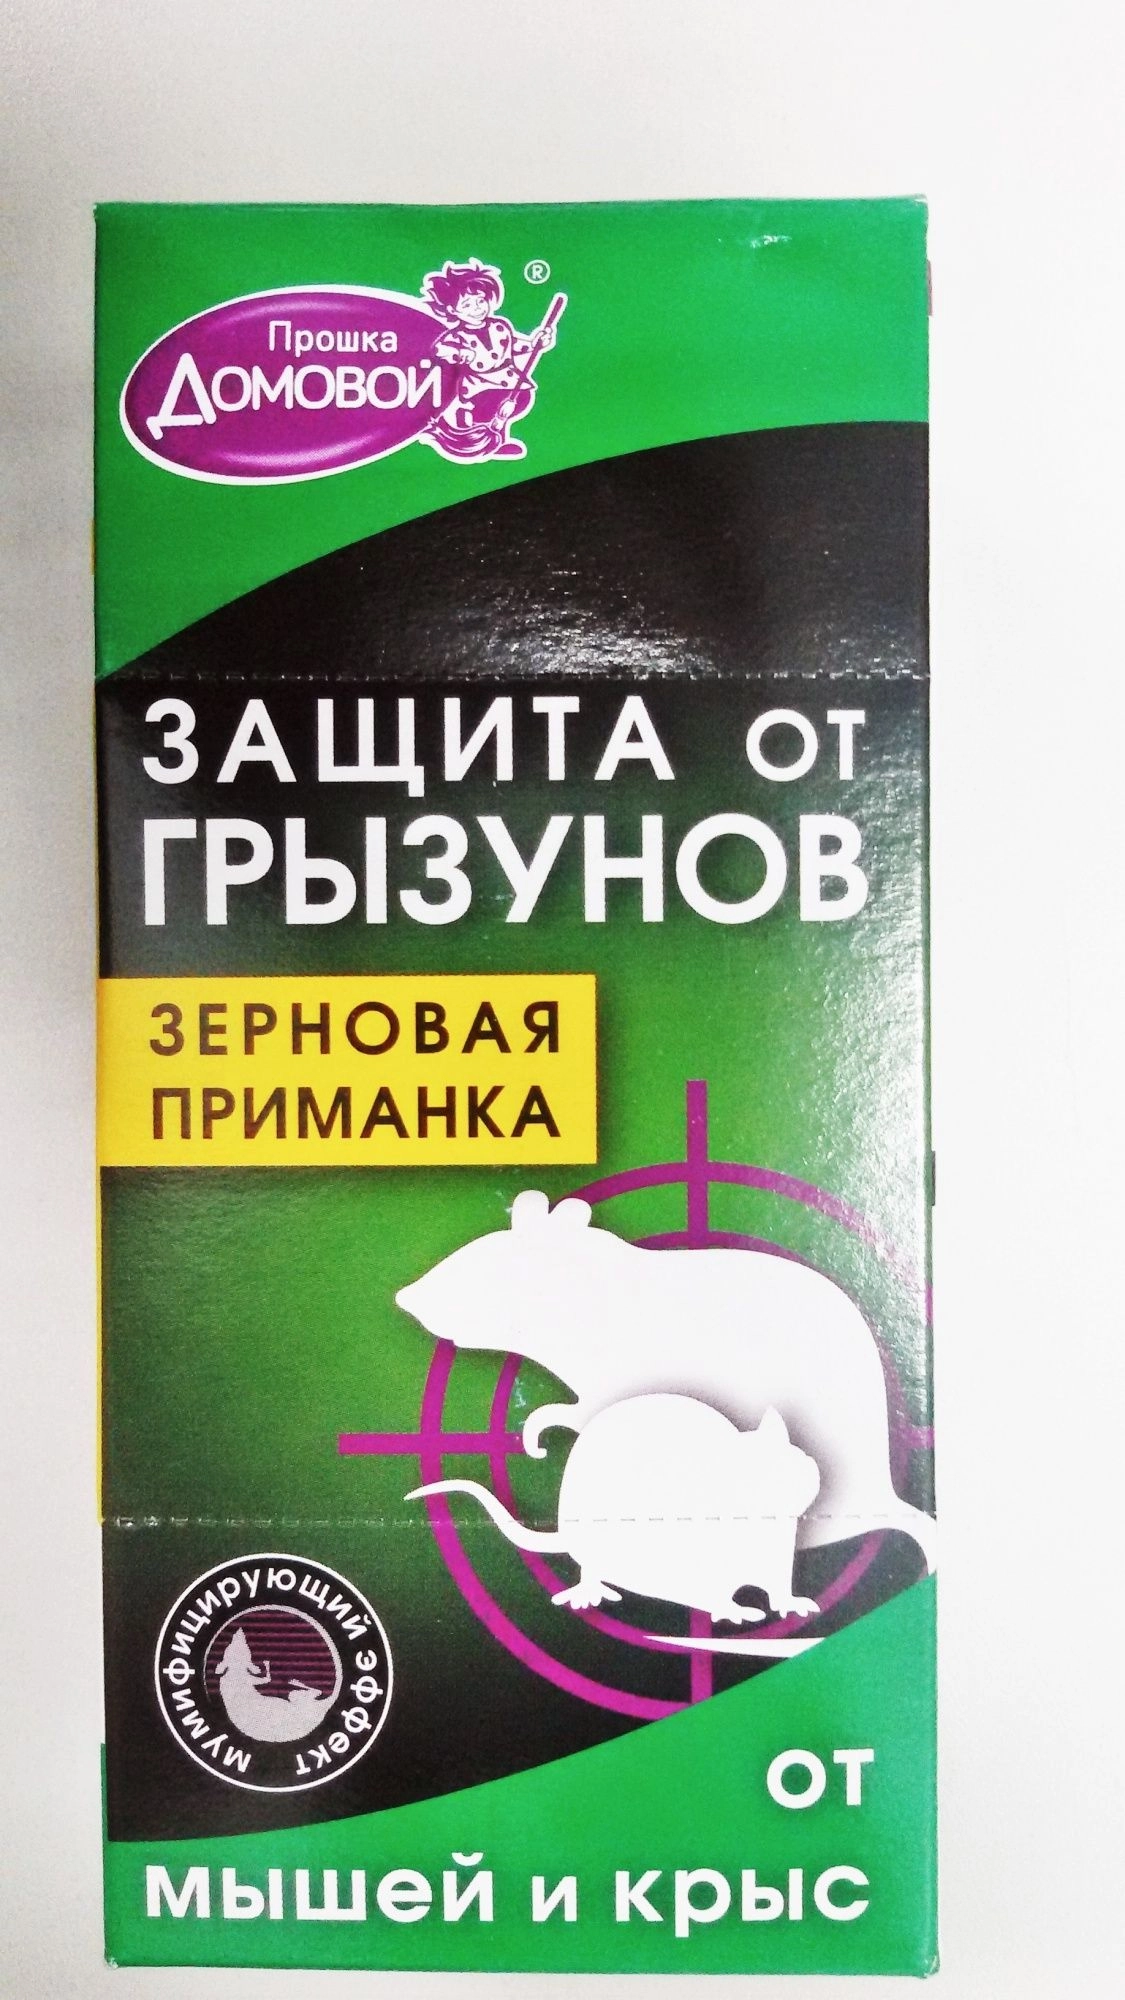 Прошка
Домовой
®
ЗАЩИТА ОТ
ГРЫЗУНОВ
ЗЕРНОВАЯ
ПРИМАНКА
мумифицирующий эффект
от
мышей и крыс